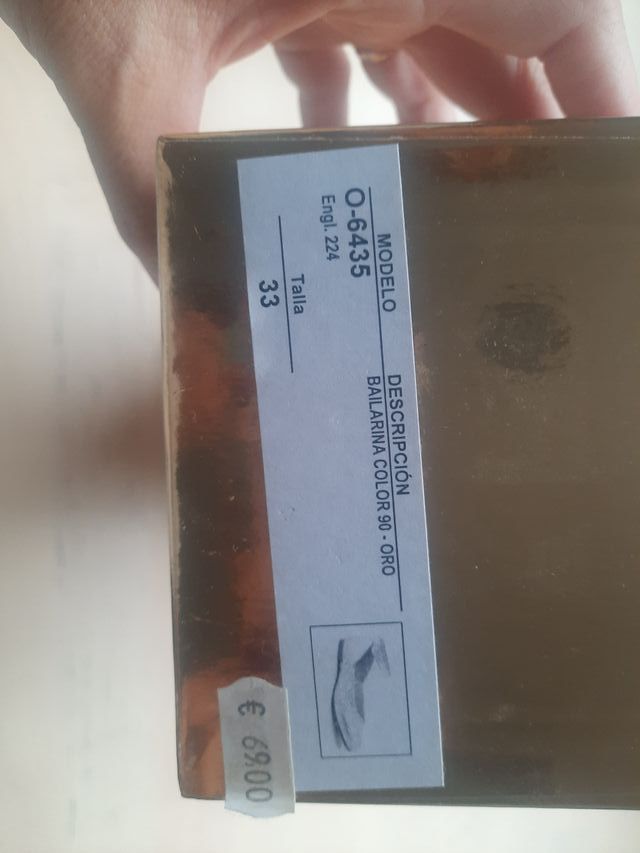 MODELO
O-6435
Engl. 224
Talla
33
DESCRIPCIÓN
BAILARINA COLOR 90 - ORO
€ 69.00